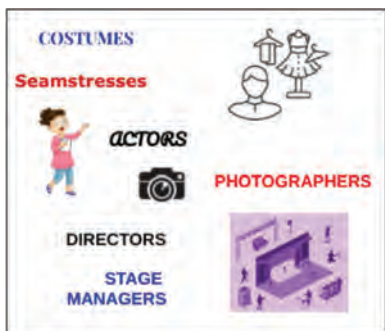 COSTUMES
Seamstresses
ACTORS
PHOTOGRAPHERS
DIRECTORS
STAGE
MANAGERS